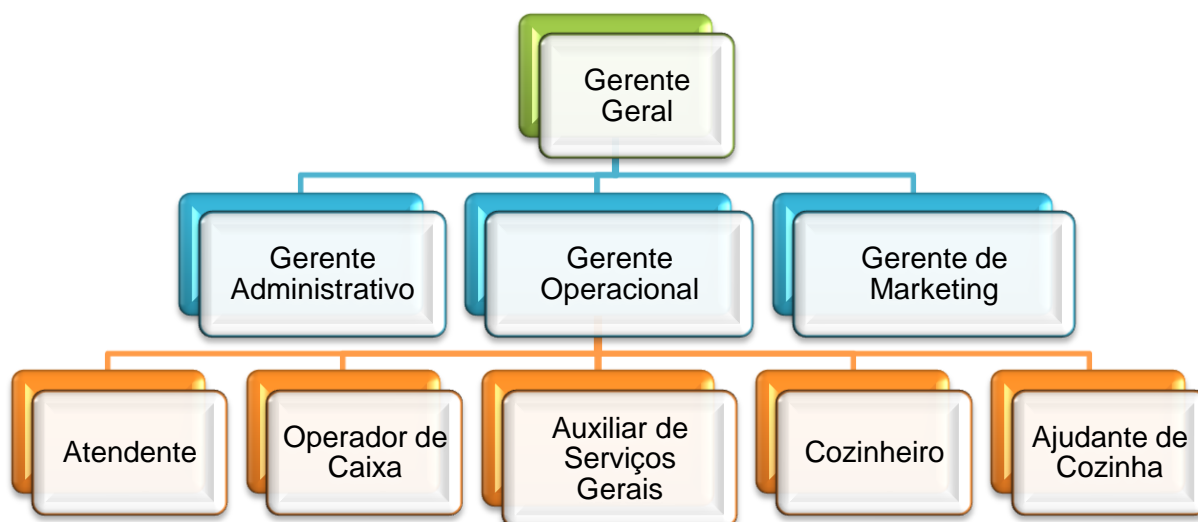 Gerente
Geral
Gerente
Administrativo
Gerente
Operacional
Gerente de
Marketing
Atendente
Operador de
Caixa
Auxiliar de
Serviços
Gerais
Cozinheiro
Ajudante de
Cozinha